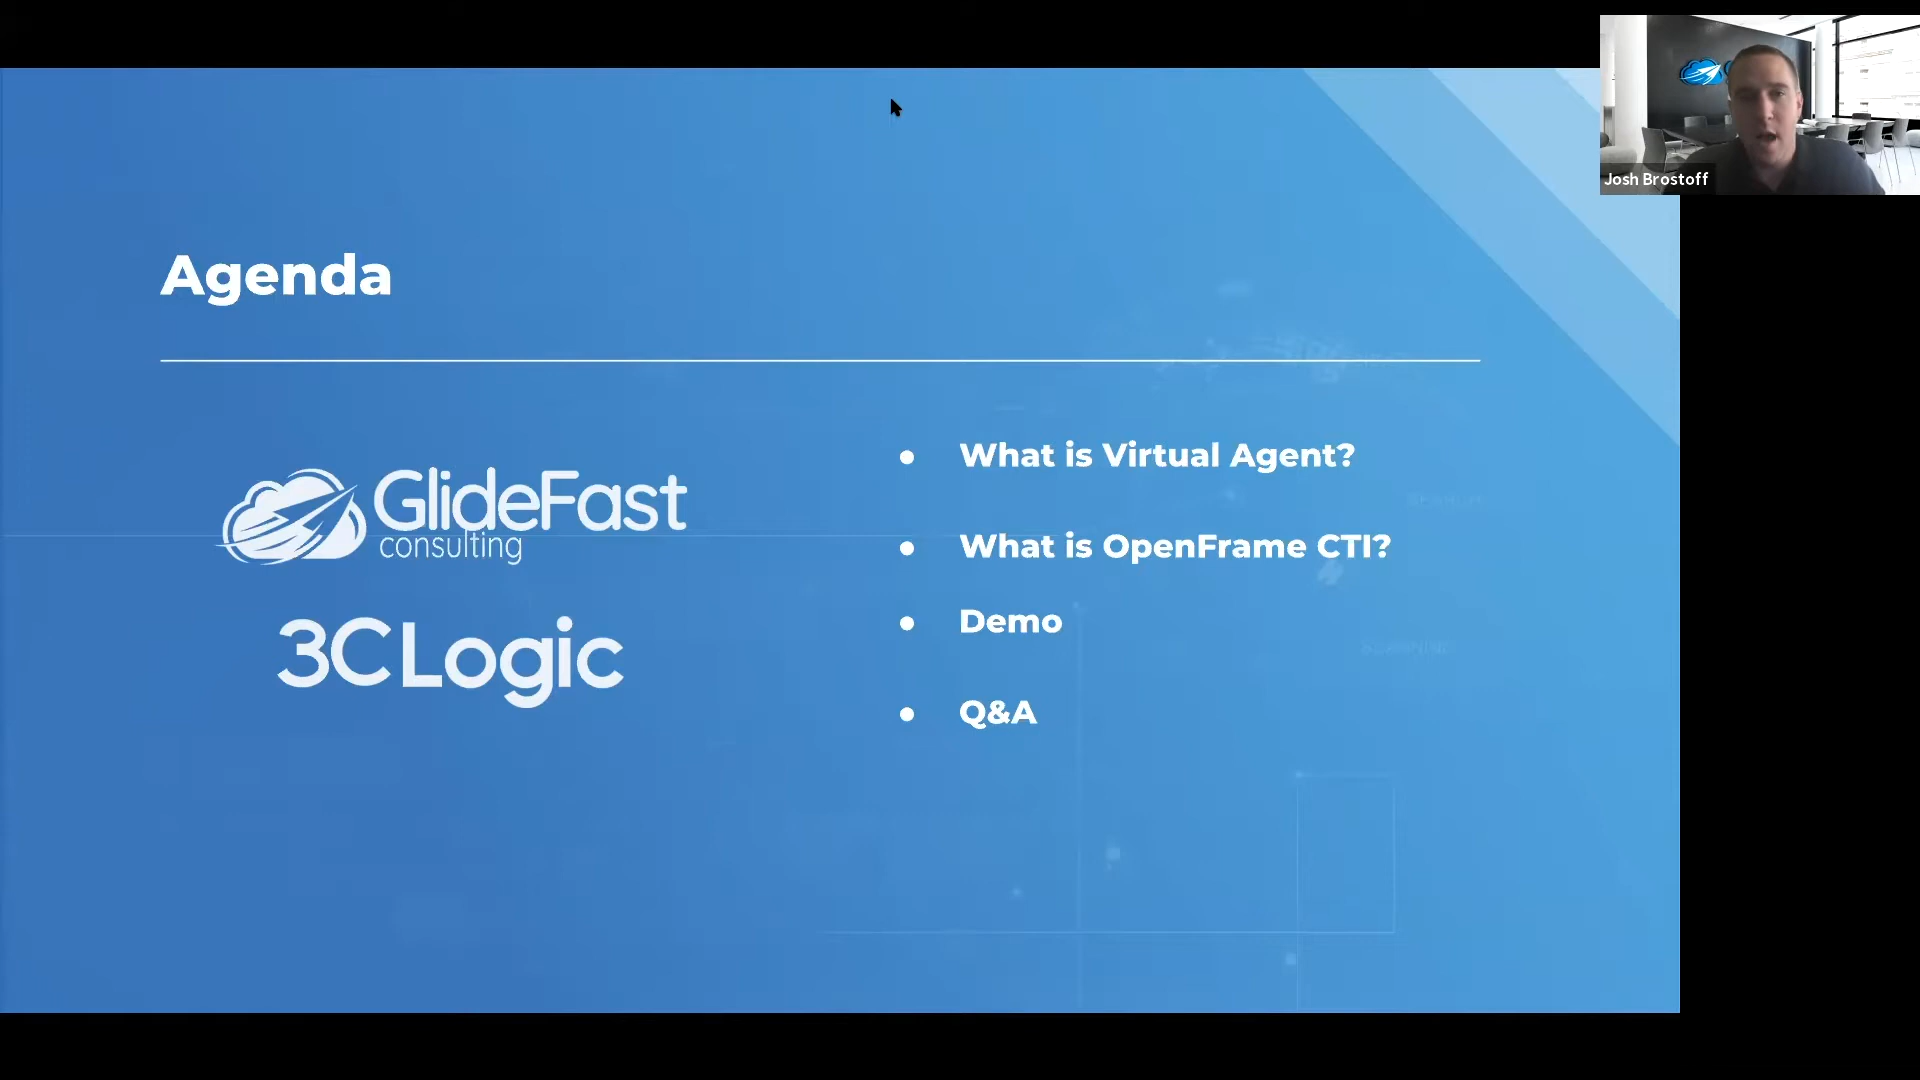 Josh Brostoff
Agenda
GlideFast
consulting
3CLogic
What is Virtual Agent?
What is OpenFrame CTI?
Demo
Q&A